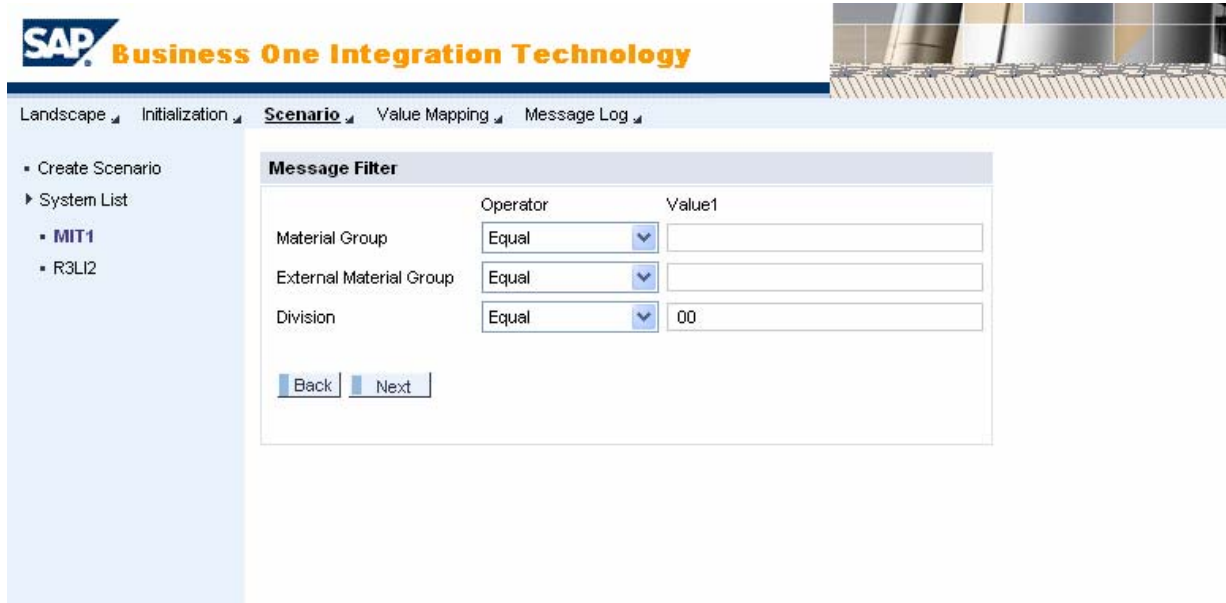 SAP
Business One Integration Technology
Landscape Initialization Scenario Value Mapping Message Log
Create Scenario
System List
MIT1
R3LI2
Message Filter
Operator Value1
Material Group Equal
External Material Group Equal
Division Equal 00
Back Next